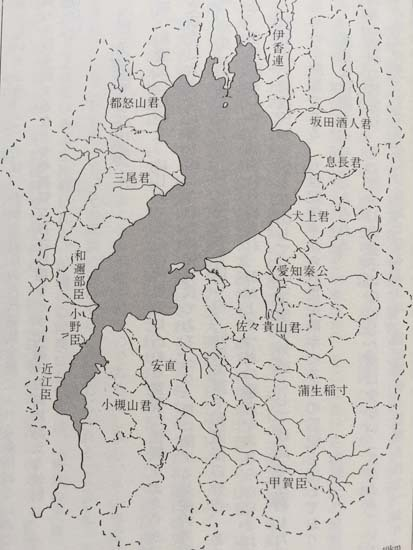 伊香連
都怒山君
坂田酒人君
息長君
三尾君
犬上君
和邇部臣
愛知秦公
小野臣
佐々貴山君
近江臣
安直
蒲生稲寸
小槻山君
甲賀臣